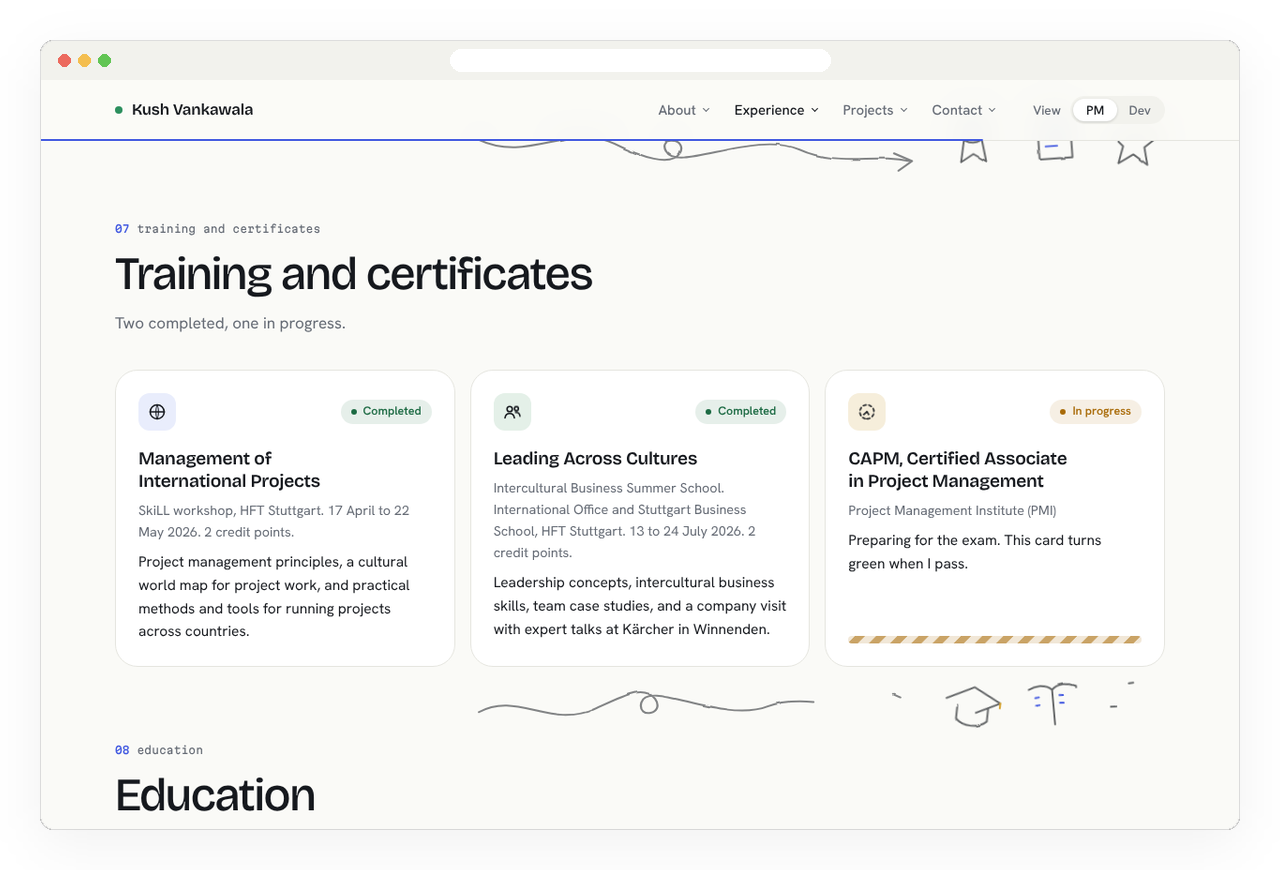 Kush Vankawala
About
Experience
Projects
Contact
View
PM
Dev
07 training and certificates
Training and certificates
Two completed, one in progress.
Completed
Management of
International Projects
SkiLL workshop, HFT Stuttgart. 17 April to 22
May 2026. 2 credit points.
Project management principles, a cultural
world map for project work, and practical
methods and tools for running projects
across countries.
Completed
Leading Across Cultures
Intercultural Business Summer School.
International Office and Stuttgart Business
School, HFT Stuttgart. 13 to 24 July 2026. 2
credit points.
Leadership concepts, intercultural business
skills, team case studies, and a company visit
with expert talks at Kärcher in Winnenden.
In progress
CAPM, Certified Associate
in Project Management
Project Management Institute (PMI)
Preparing for the exam. This card turns
green when I pass.
08 education
Education